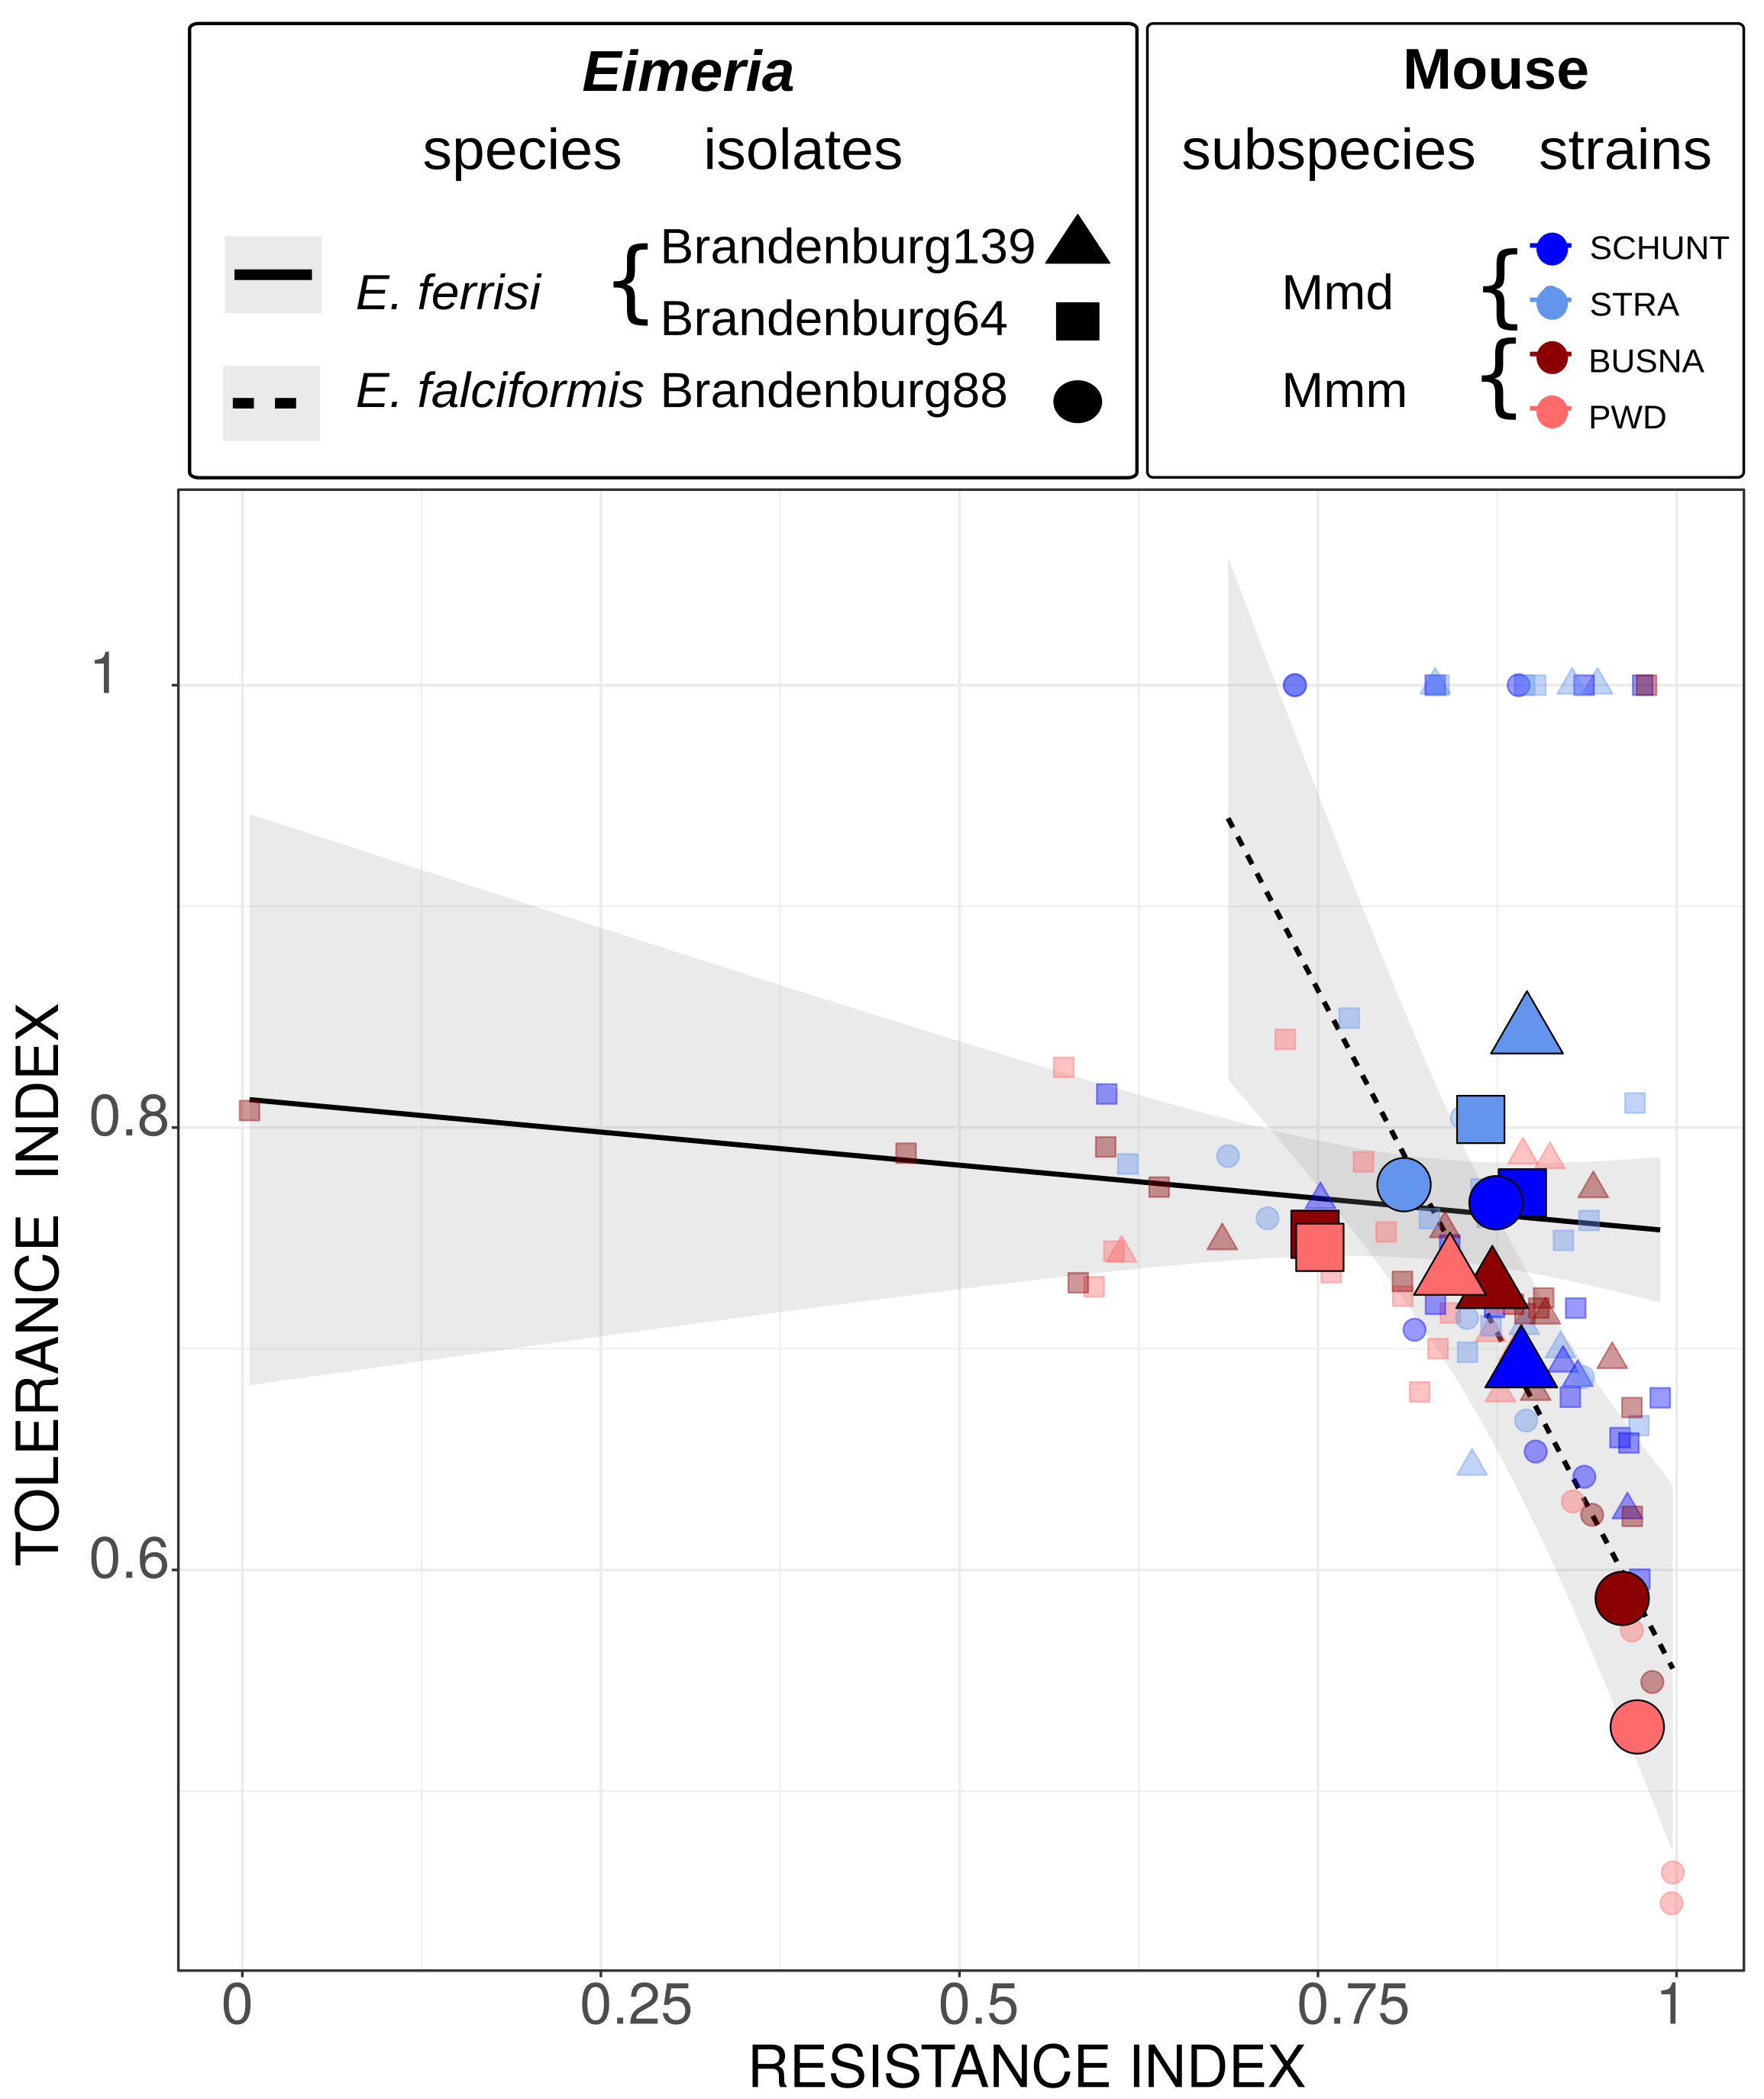 Eimeria
species isolates
E. ferrisi { Brandenburg139
Brandenburg64
E. falciformis Brandenburg88
Mouse
subspecies strains
Mmd { SCHUNT
STRA
Mmm { BUSNA
PWD
TOLERANCE INDEX
1
0.8
0.6
0 0.25 0.5 0.75 1
RESISTANCE INDEX